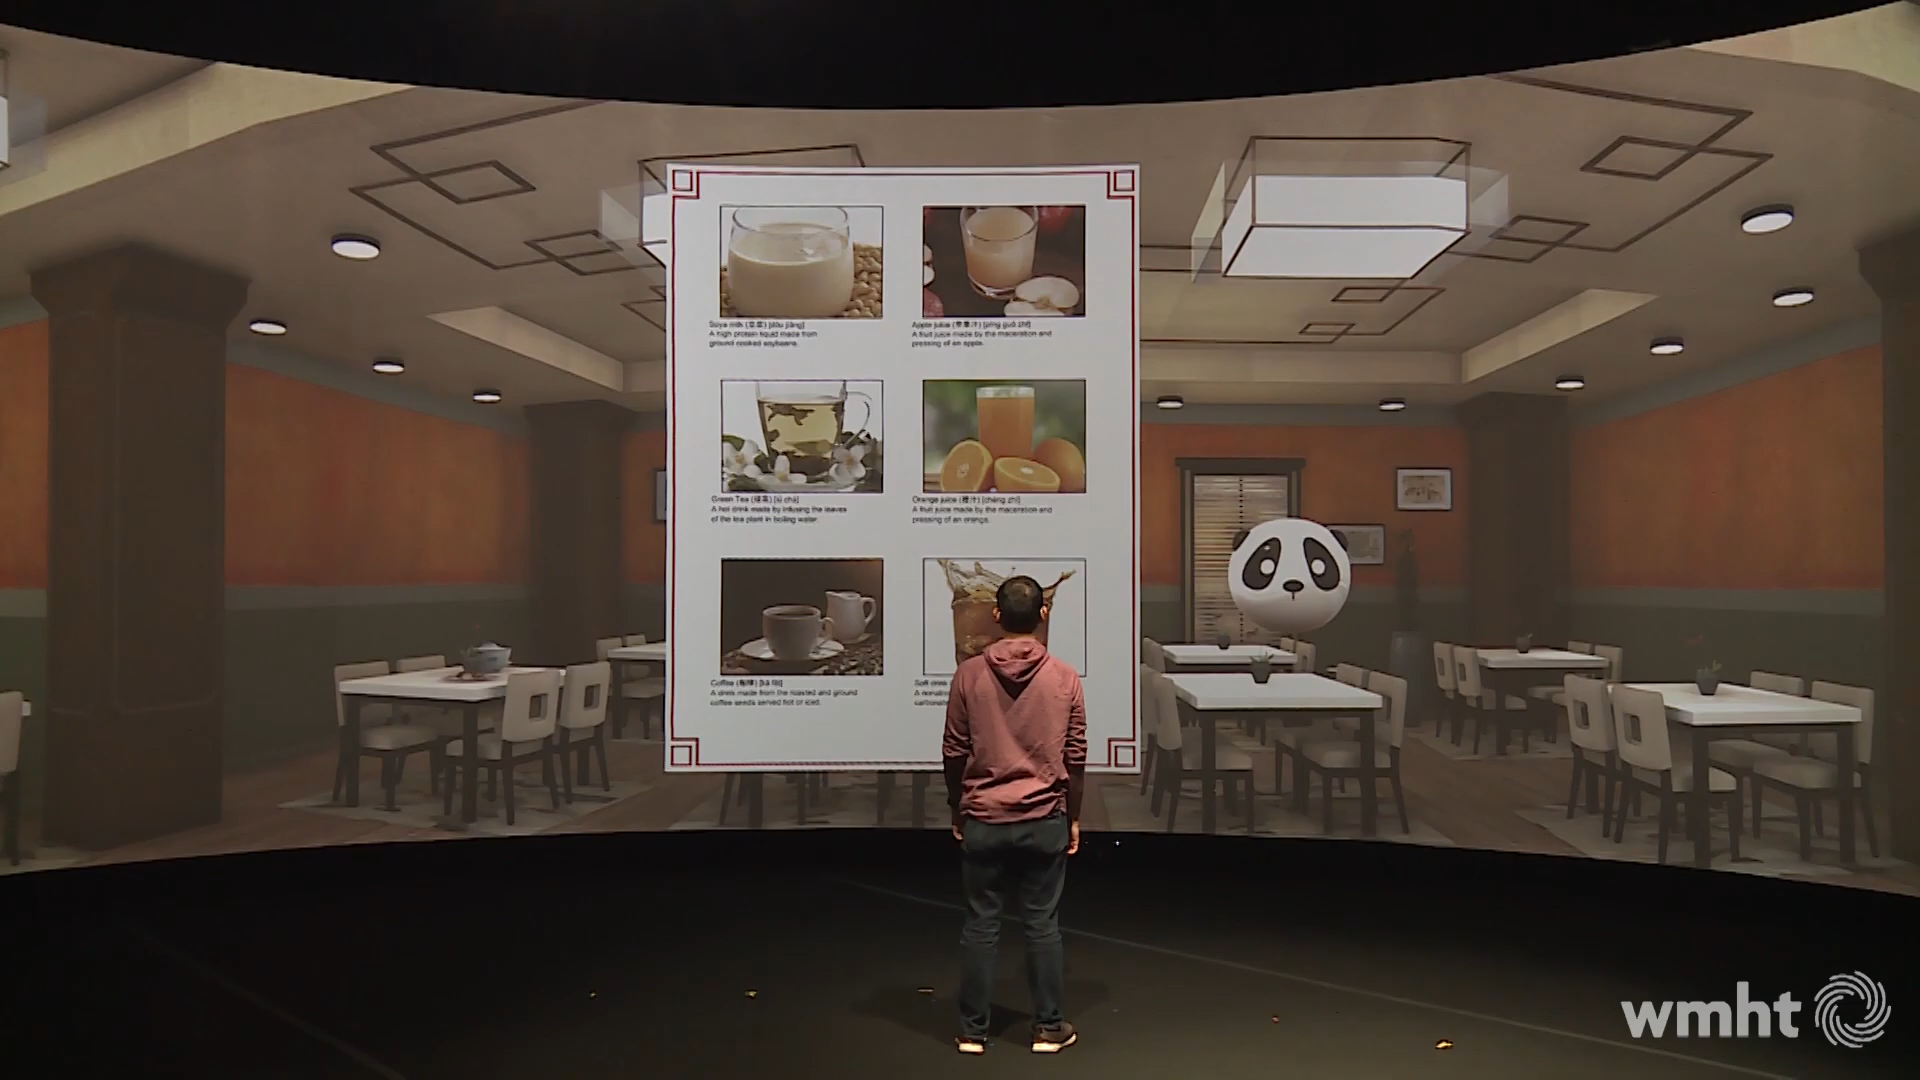 Soya milk (豆浆) [dòu jiāng]
A high protein liquid made from
ground cooked soybeans.
Apple juice (苹果汁) [píng guǒ zhī]
A fruit juice made by the maceration and
pressing of an apple.
Green Tea (绿茶) [lǜ chá]
A hot drink made by infusing the leaves
of the tea plant in boiling water.
Orange juice (橙汁) [chéng zhī]
A fruit juice made by the maceration and
pressing of an orange.
Coffee (咖啡) [kā fēi]
A drink made from the roasted and ground
coffee seeds served hot or iced.
Soft drink
A
wmht